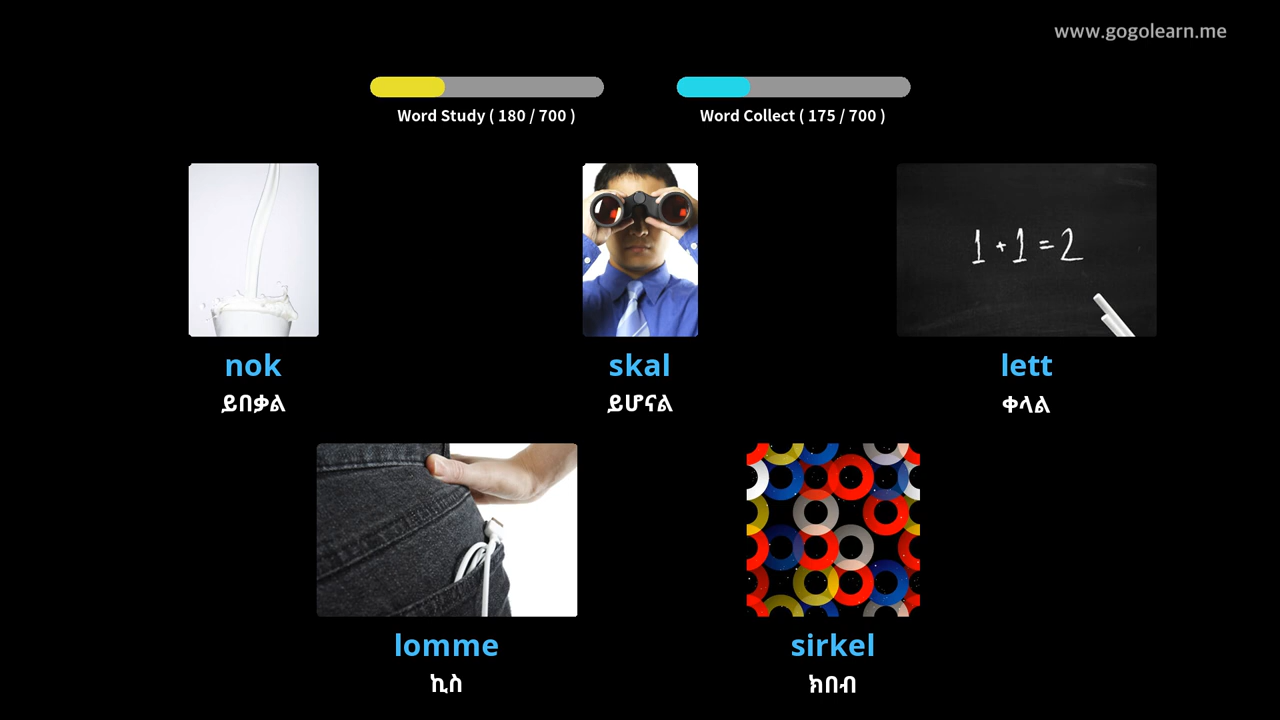 www.gogolearn.me
Word Study ( 180 / 700 )
Word Collect ( 175 / 700 )
1 + 1 = 2
nok
ይበቃል
skal
ይሆናል
lett
ቀላል
lomme
ኪስ
sirkel
ክበብ